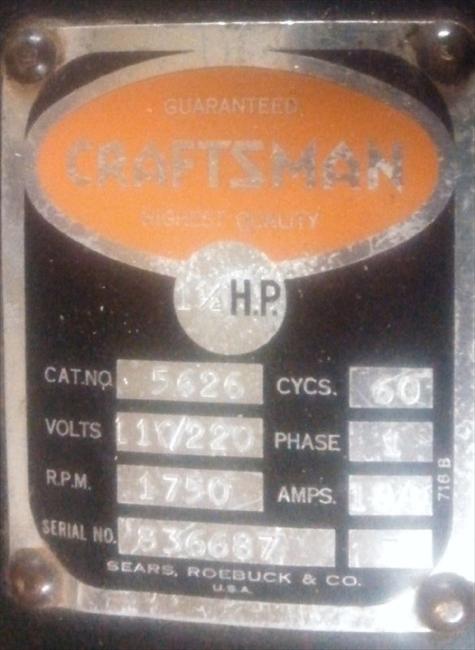 GUARANTEED
CRAFTSMAN
HIGHEST QUALITY
1½ H.P.
CAT.NO. 5626 CYCS. 60
VOLTS 110/220 PHASE 1
R.P.M. 1750 AMPS.
SERIAL NO. 836687
716 B
SEARS, ROEBUCK & CO.
U.S.A.